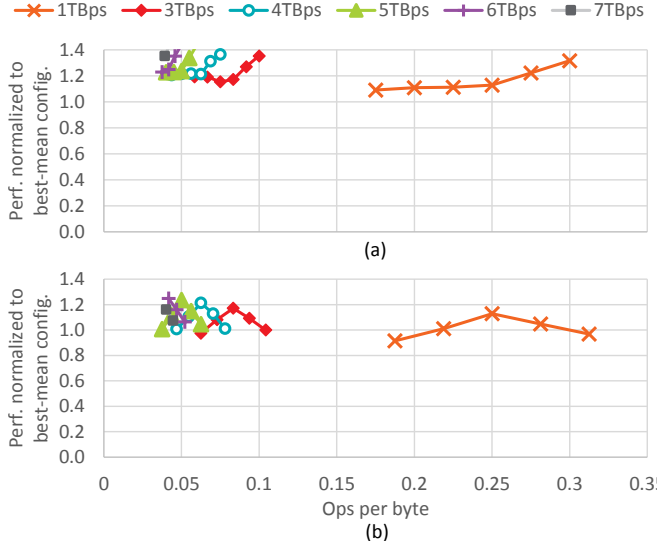 1TBps 3TBps 4TBps 5TBps 6TBps 7TBps
Perf. normalized to
best-mean config.
1.4
1.2
1.0
0.8
0.6
0.4
0.2
0.0
(a)
Perf. normalized to
best-mean config.
1.4
1.2
1.0
0.8
0.6
0.4
0.2
0.0
0 0.05 0.1 0.15 0.2 0.25 0.3 0.35
Ops per byte
(b)